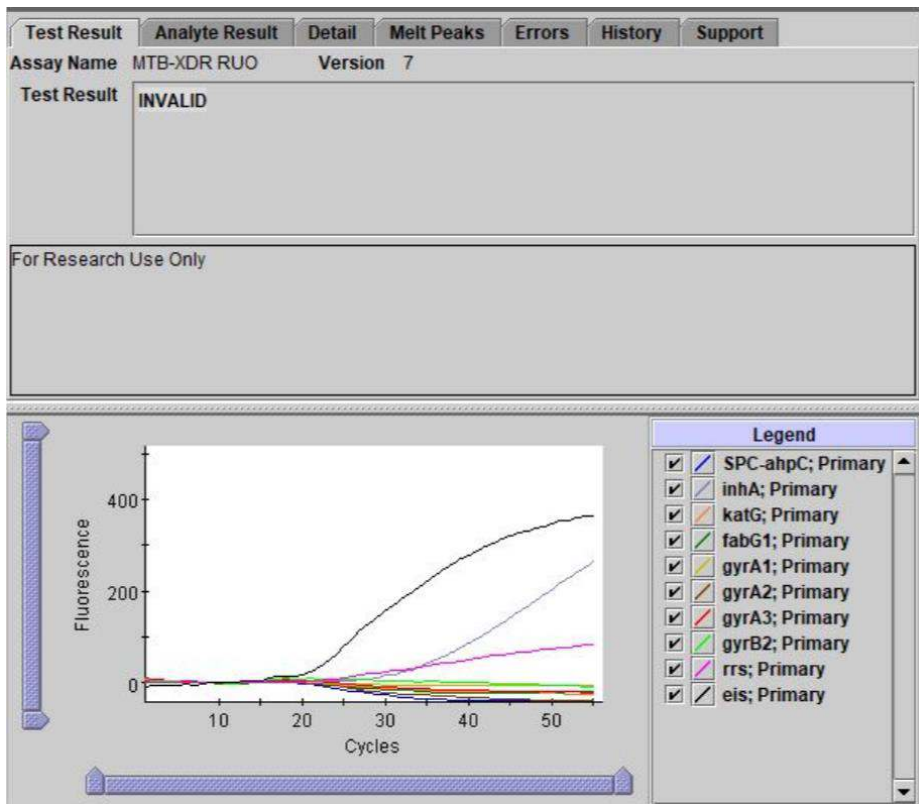 Test Result Analyte Result Detail Melt Peaks Errors History Support
Assay Name MTB-XDR RUO Version 7
Test Result INVALID
For Research Use Only
Fluorescence
400
200
0
10 20 30 40 50
Cycles
Legend
SPC-ahpC; Primary
inhA; Primary
katG; Primary
fabG1; Primary
gyrA1; Primary
gyrA2; Primary
gyrA3; Primary
gyrB2; Primary
rrs; Primary
eis; Primary